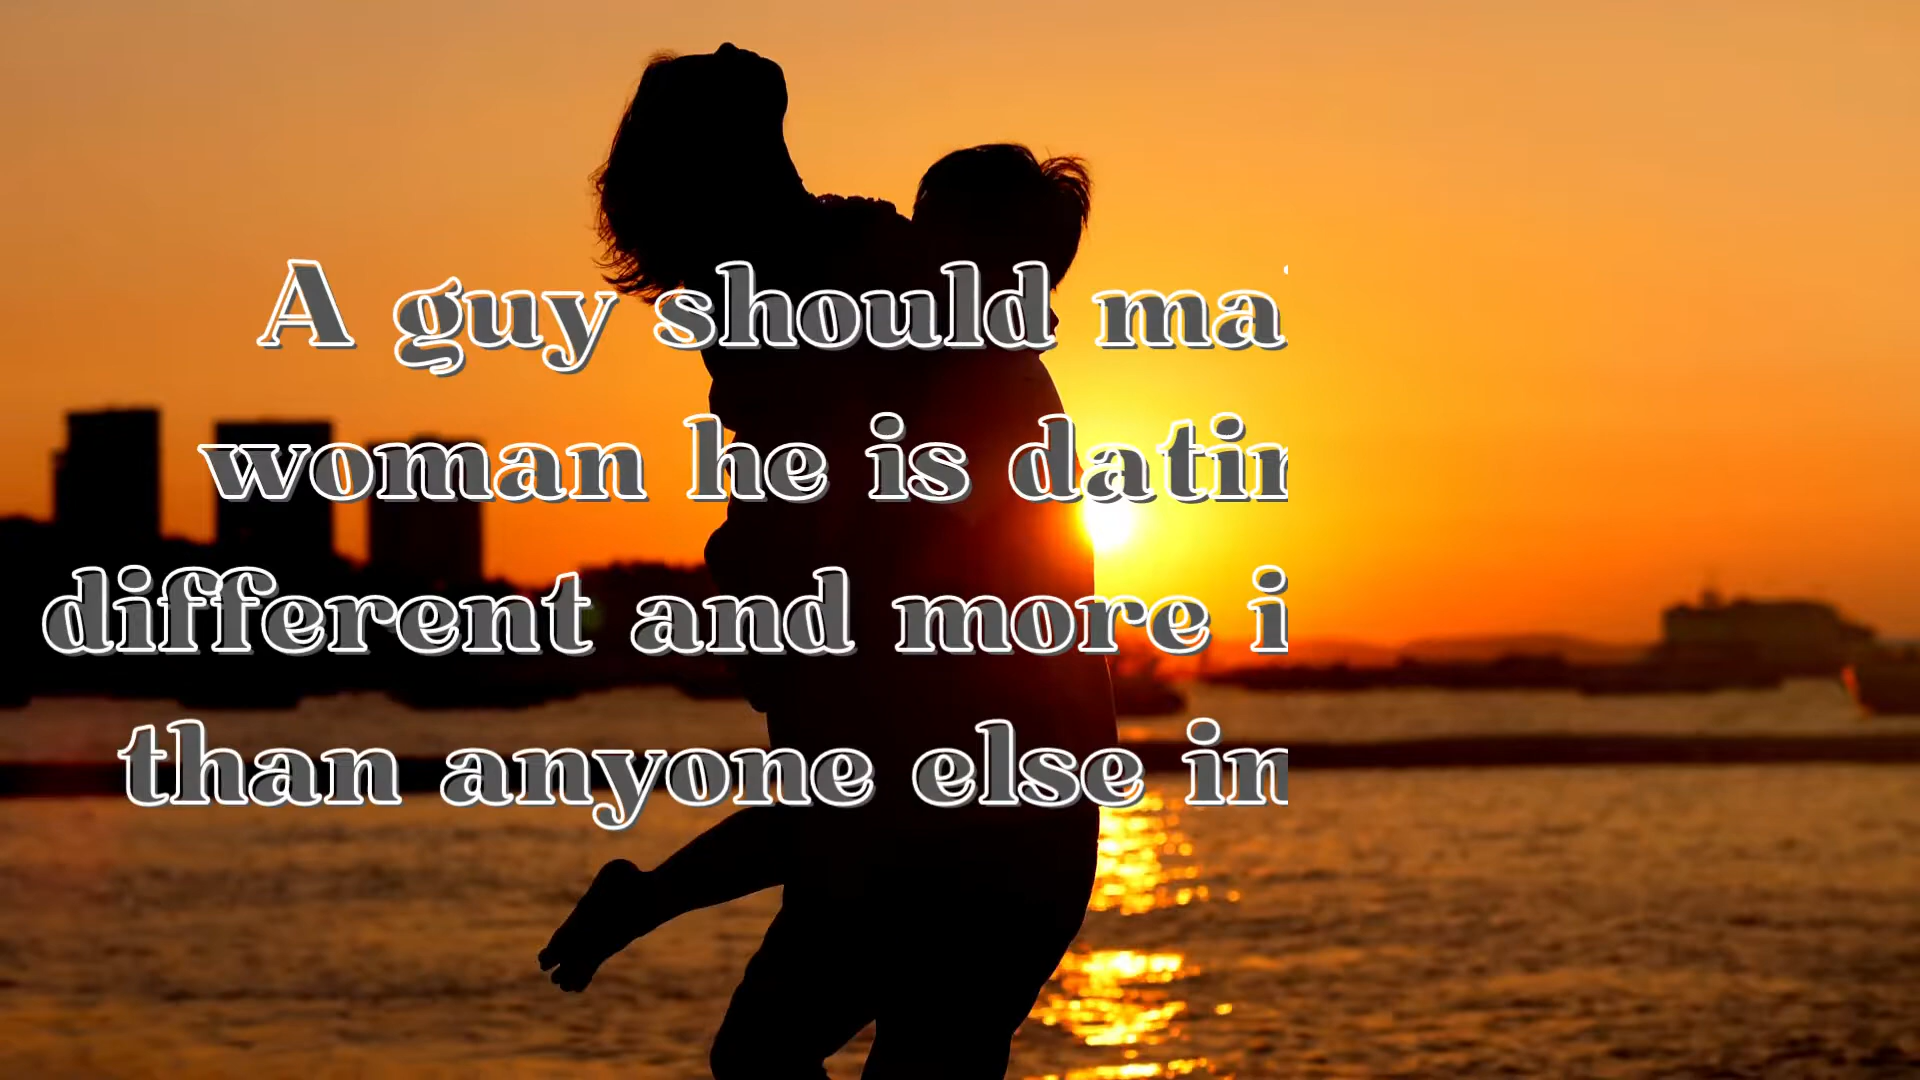 A guy should ma
woman he is datin
different and more i
than anyone else in